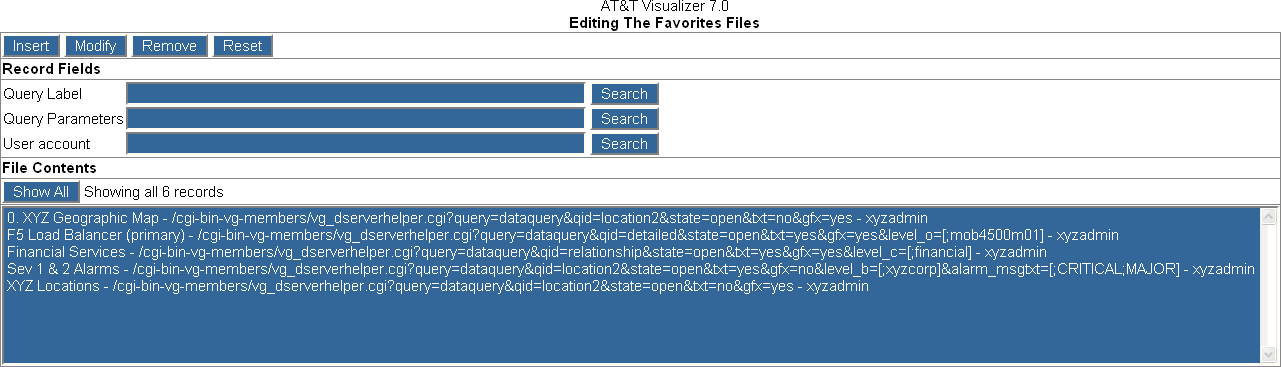 AT&T Visualizer 7.0
Editing The Favorites Files
Insert Modify Remove Reset
Record Fields
Query Label Search
Query Parameters Search
User account Search
File Contents
Show All Showing all 6 records
0. XYZ Geographic Map - /cgi-bin-vg-members/vg_dserverhelper.cgi?query=dataquery&qid=location2&state=open&txt=no&gfx=yes - xyzadmin
F5 Load Balancer (primary) - /cgi-bin-vg-members/vg_dserverhelper.cgi?query=dataquery&qid=detailed&state=open&txt=yes&gfx=yes&level_o=[;mob4500m01] - xyzadmin
Financial Services - /cgi-bin-vg-members/vg_dserverhelper.cgi?query=dataquery&qid=relationship&state=open&txt=yes&gfx=yes&level_c=[;financial] - xyzadmin
Sev 1 & 2 Alarms - /cgi-bin-vg-members/vg_dserverhelper.cgi?query=dataquery&qid=location2&state=open&txt=yes&gfx=no&level_b=[;xyzcorp]&alarm_msgtxt=[;CRITICAL;MAJOR] - xyzadmin
XYZ Locations - /cgi-bin-vg-members/vg_dserverhelper.cgi?query=dataquery&qid=location2&state=open&txt=no&gfx=yes - xyzadmin